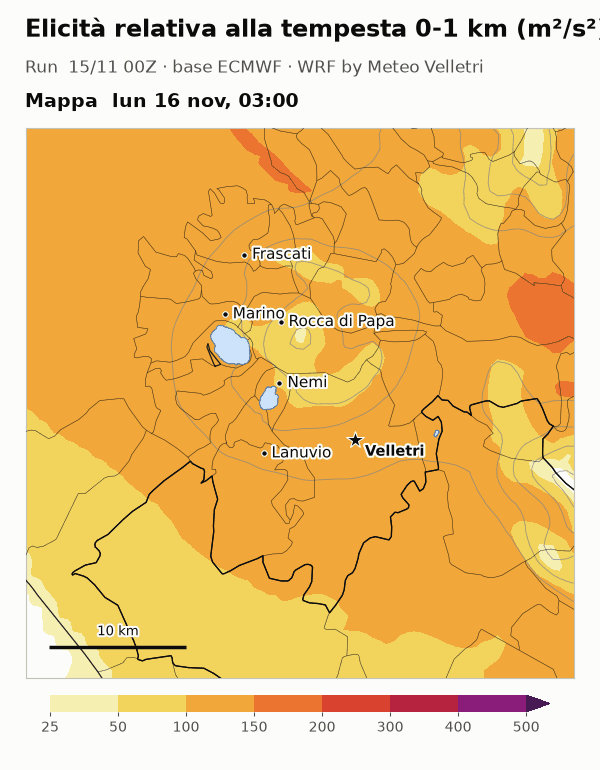 Elicità relativa alla tempesta 0-1 km (m²/s²)
Run 15/11 00Z · base ECMWF · WRF by Meteo Velletri
Mappa lun 16 nov, 03:00
Frascati
Marino
Rocca di Papa
Nemi
Velletri
Lanuvio
10 km
25 50 100 150 200 300 400 500